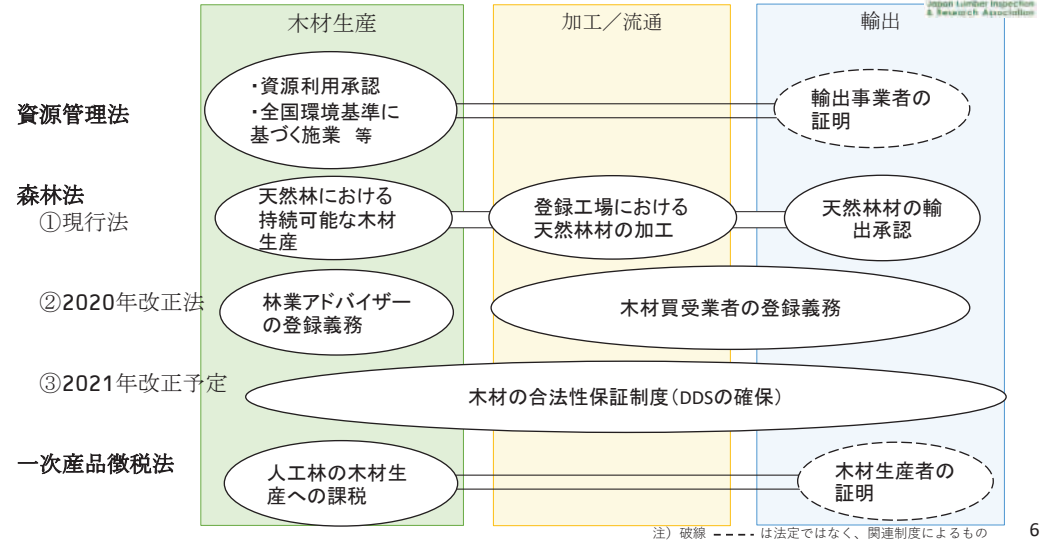 Japan Lumber Inspection
& Research Association
木材生産
加工／流通
輸出
資源管理法
・資源利用承認
・全国環境基準に
基づく施業 等
輸出事業者の
証明
森林法
①現行法
天然林における
持続可能な木材
生産
登録工場における
天然林材の加工
天然林材の輸
出承認
②2020年改正法
林業アドバイザー
の登録義務
木材買受業者の登録義務
③2021年改正予定
木材の合法性保証制度（DDSの確保）
一次産品徴税法
人工林の木材生
産への課税
木材生産者の
証明
注）破線 ---- は法定ではなく、関連制度によるもの
6